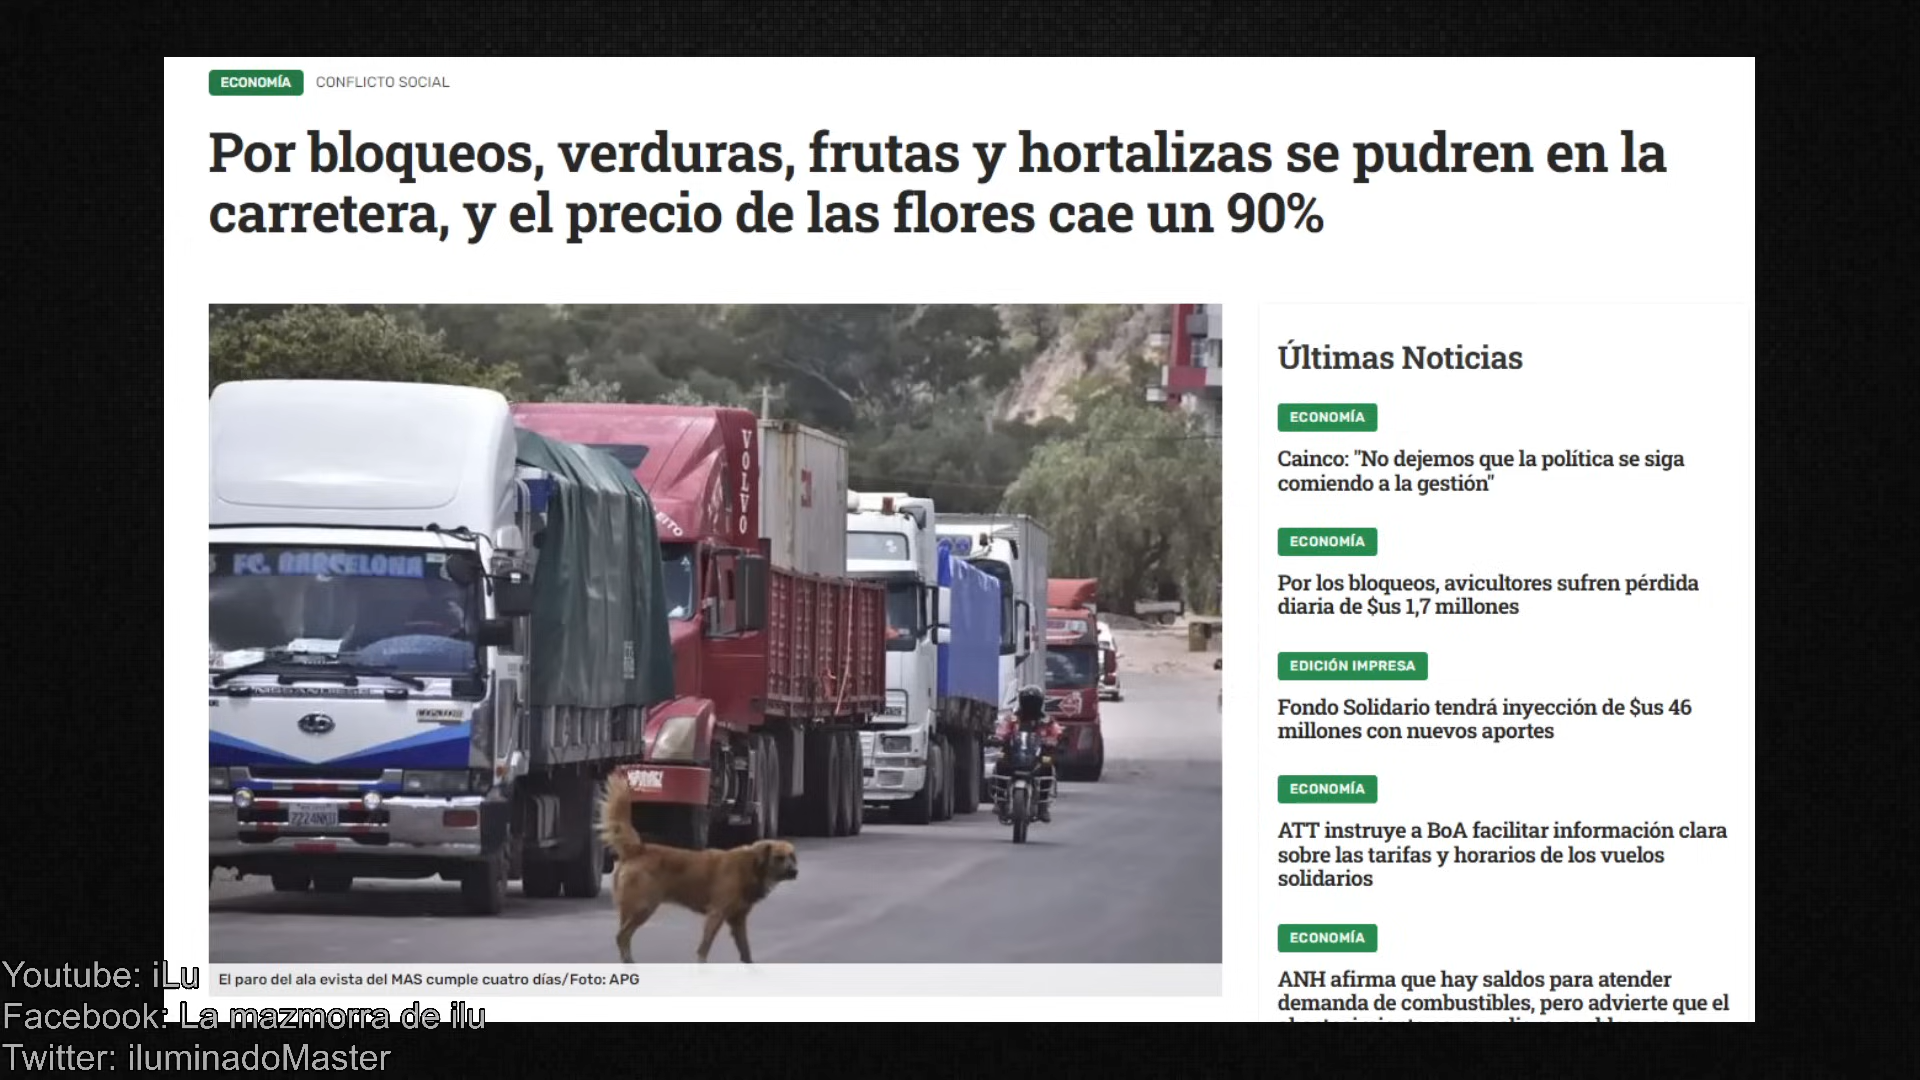 ECONOMÍA CONFLICTO SOCIAL
Por bloqueos, verduras, frutas y hortalizas se pudren en la
carretera, y el precio de las flores cae un 90%
VOLVO
FC. BARCELONA
NISSAN DIESEL
CONDOR
El paro del ala evista del MAS cumple cuatro días/Foto: APG
Últimas Noticias
ECONOMÍA
Cainco: "No dejemos que la política se siga
comiendo a la gestión"
ECONOMÍA
Por los bloqueos, avicultores sufren pérdida
diaria de $us 1,7 millones
EDICIÓN IMPRESA
Fondo Solidario tendrá inyección de $us 46
millones con nuevos aportes
ECONOMÍA
ATT instruye a BoA facilitar información clara
sobre las tarifas y horarios de los vuelos
solidarios
ECONOMÍA
ANH afirma que hay saldos para atender
demanda de combustibles, pero advierte que el
Youtube: iLu
Facebook: La mazmorra de ilu
Twitter: iluminadoMaster